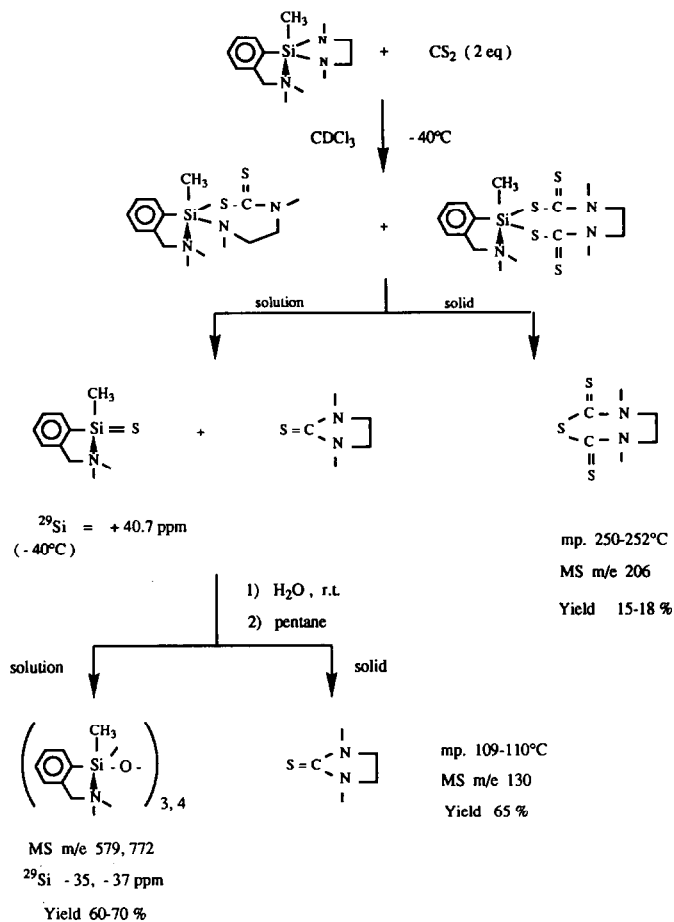 CH3
Si
N
N
N
+ CS2 ( 2 eq )
CDCl3 - 40°C
CH3
Si
S - C - N
S
N
N
+
CH3
Si
S - C - N
S
S - C - N
S
N
solution
solid
CH3
Si = S
N
+
S = C
N
N
S
C - N
S
C - N
S
29Si = + 40.7 ppm
( - 40°C )
mp. 250-252°C
MS m/e 206
Yield 15-18 %
1) H2O , r.t.
2) pentane
solution
solid
CH3
Si - O -
N
3, 4
S = C
N
N
mp. 109-110°C
MS m/e 130
Yield 65 %
MS m/e 579, 772
29Si - 35, - 37 ppm
Yield 60-70 %